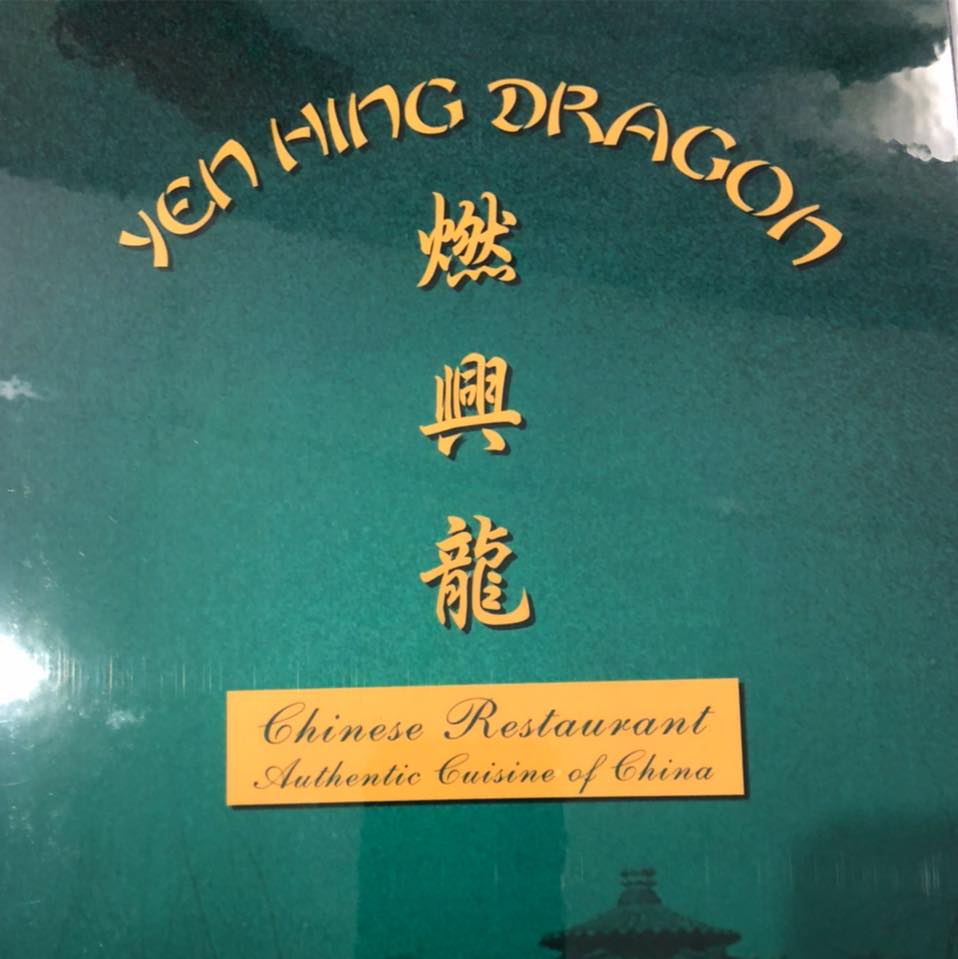 YEN HING DRAGON
燃
興
龍
Chinese Restaurant
Authentic Cuisine of China